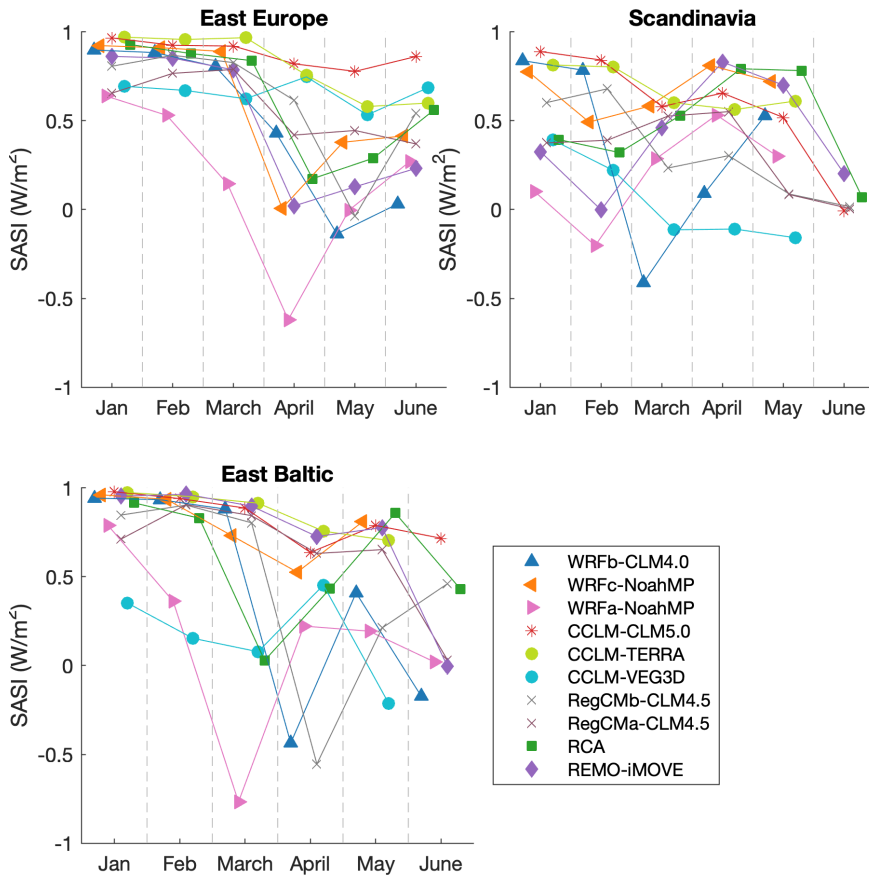 East Europe
1
0.5
0
-0.5
-1
SASI (W/m²)
Jan Feb March April May June
Scandinavia
1
0.5
0
-0.5
-1
SASI (W/m²)
Jan Feb March April May June
East Baltic
1
0.5
0
-0.5
-1
SASI (W/m²)
Jan Feb March April May June
WRFb-CLM4.0
WRFc-NoahMP
WRFa-NoahMP
CCLM-CLM5.0
CCLM-TERRA
CCLM-VEG3D
RegCMb-CLM4.5
RegCMa-CLM4.5
RCA
REMO-iMOVE